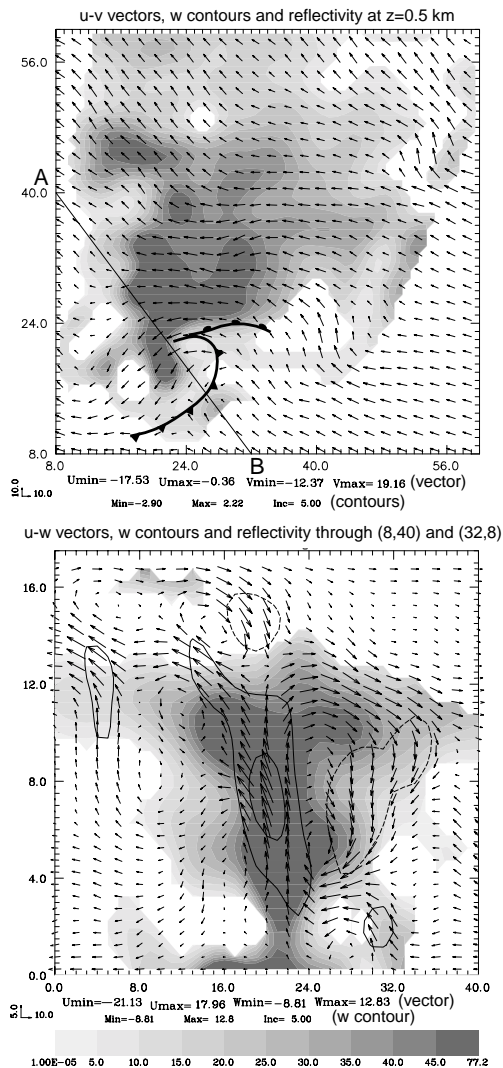 u-v vectors, w contours and reflectivity at z=0.5 km
56.0
A
40.0
24.0
8.0
8.0 24.0 B 40.0 56.0
Umin=-17.53 Umax=-0.36 Vmin=-12.37 Vmax=19.16 (vector)
10.0
10.0
Min=-2.90 Max= 2.22 Inc= 5.00 (contours)
u-w vectors, w contours and reflectivity through (8,40) and (32,8)
16.0
12.0
8.0
4.0
0.0
0.0 8.0 16.0 24.0 32.0 40.0
Umin=-21.13 Umax= 17.96 Wmin=-8.81 Wmax= 12.83 (vector)
5.0
10.0
Min=-8.81 Max= 12.8 Inc= 5.00 (w contour)
1.00E-05 5.0 10.0 15.0 20.0 25.0 30.0 35.0 40.0 45.0 77.2